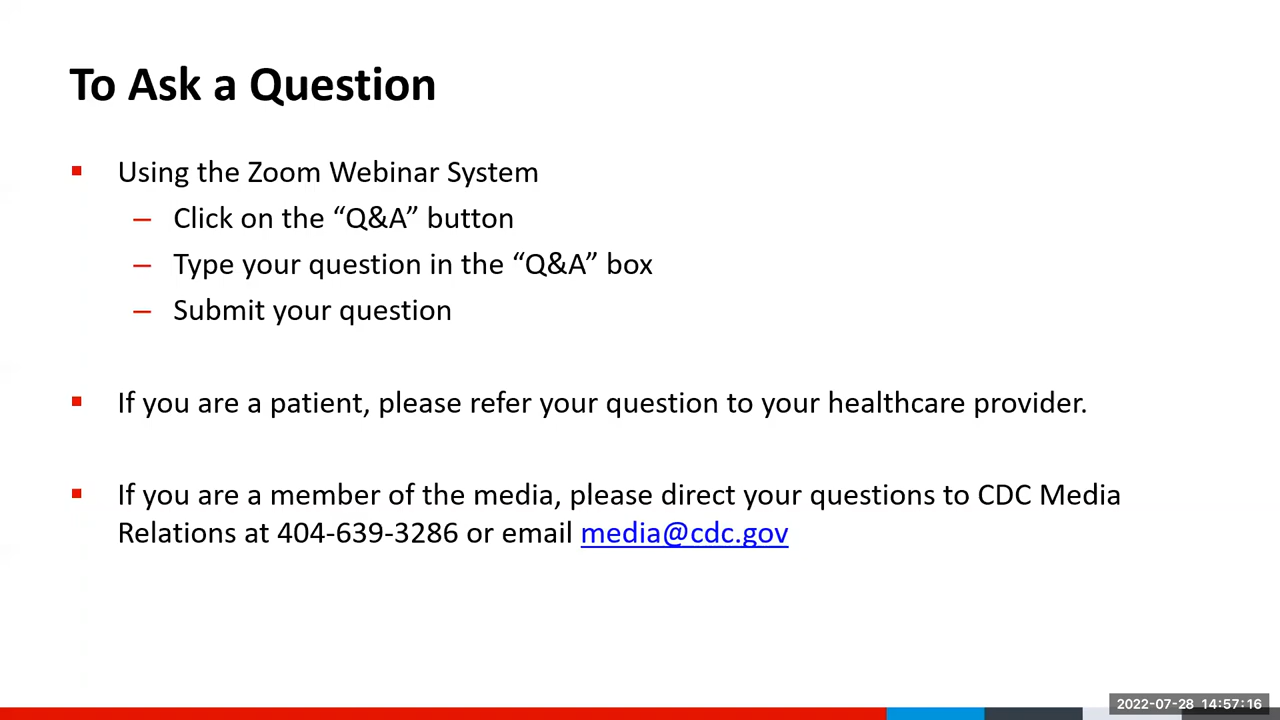 To Ask a Question
▪ Using the Zoom Webinar System
– Click on the “Q&A” button
– Type your question in the “Q&A” box
– Submit your question
▪ If you are a patient, please refer your question to your healthcare provider.
▪ If you are a member of the media, please direct your questions to CDC Media
Relations at 404-639-3286 or email media@cdc.gov
2022-07-28 14:57:16